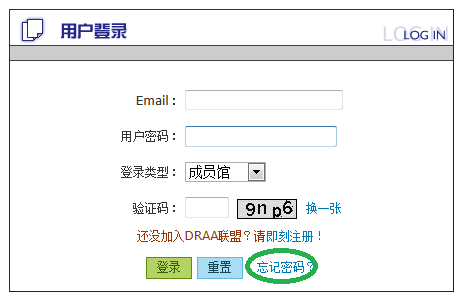 用户登录 LOG IN LOG IN
Email：
用户密码：
登录类型： 成员馆
验证码： 9n p6 换一张
还没加入DRAA联盟？请即刻注册！
登录 重置 忘记密码？